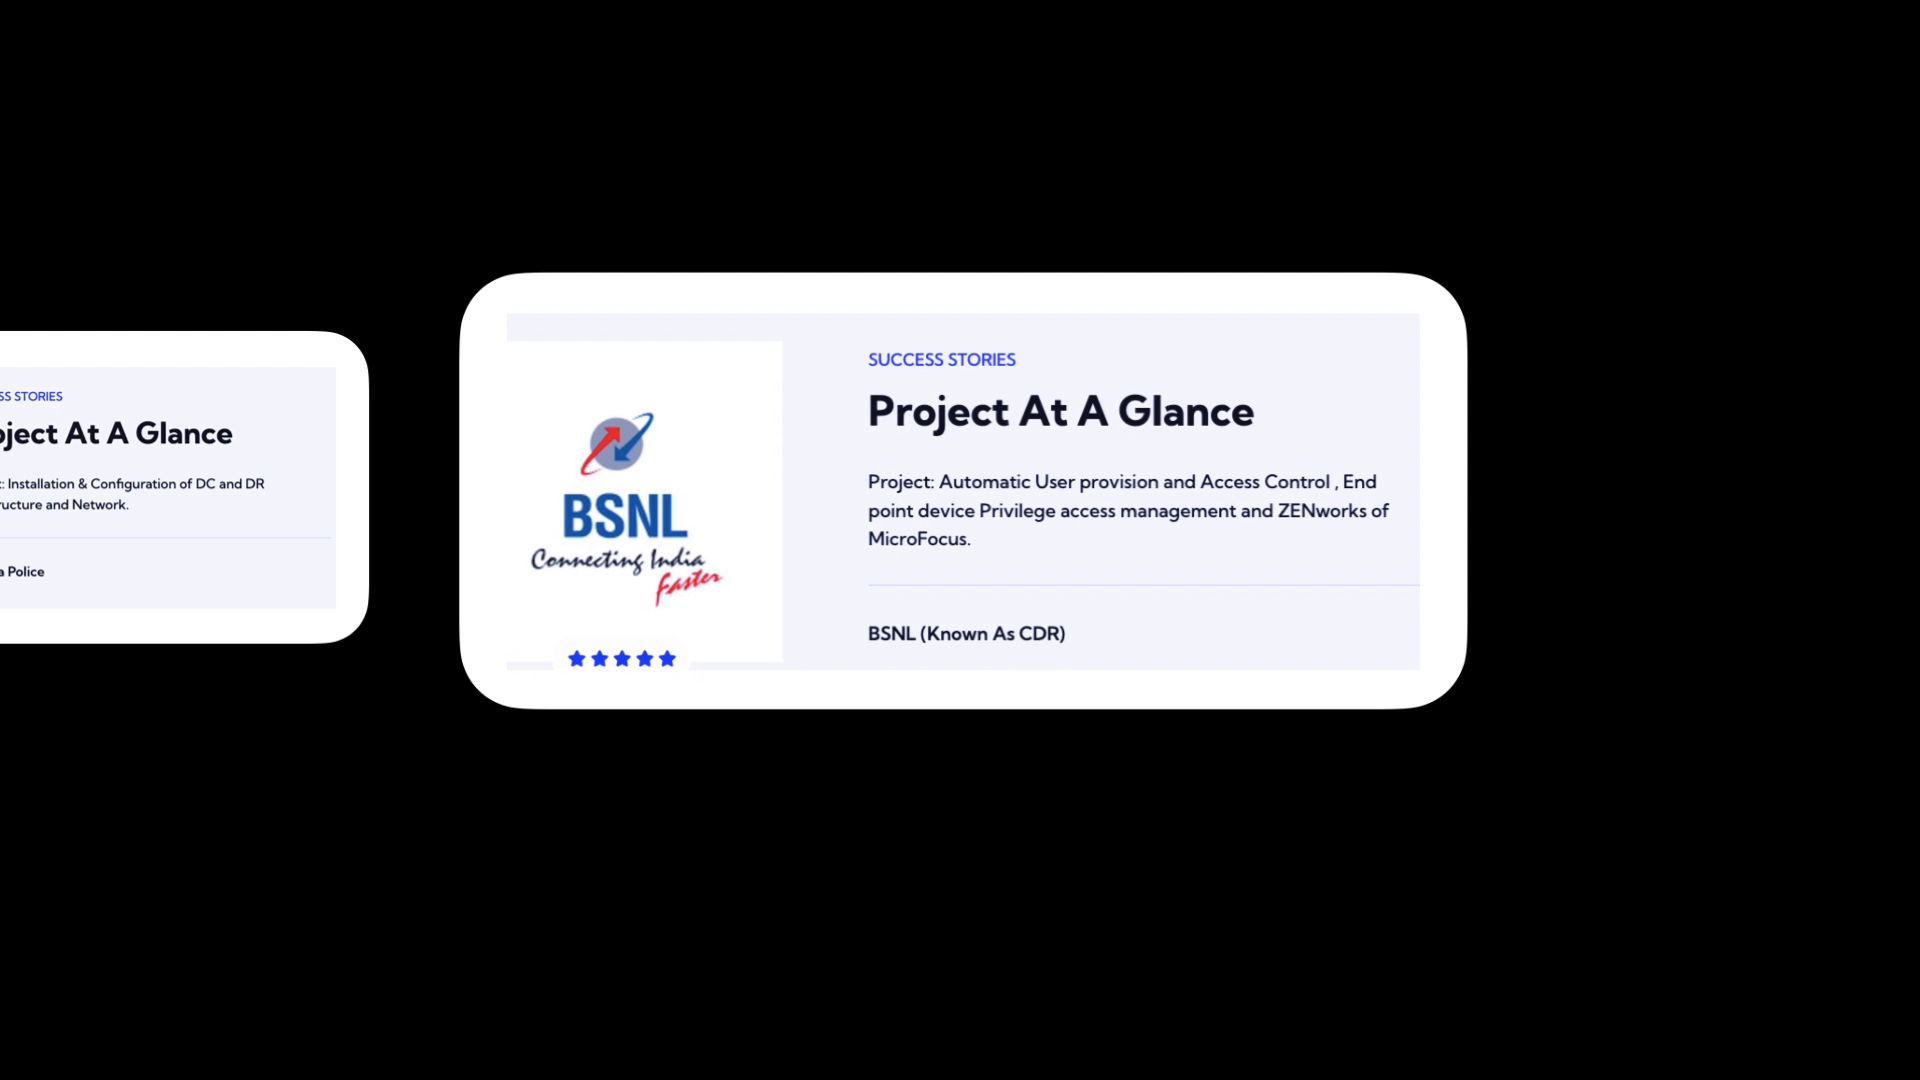 SS STORIES
ject At A Glance
: Installation & Configuration of DC and DR
ucture and Network.
a Police
BSNL
Connecting India
Faster
SUCCESS STORIES
Project At A Glance
Project: Automatic User provision and Access Control , End
point device Privilege access management and ZENworks of
MicroFocus.
BSNL (Known As CDR)